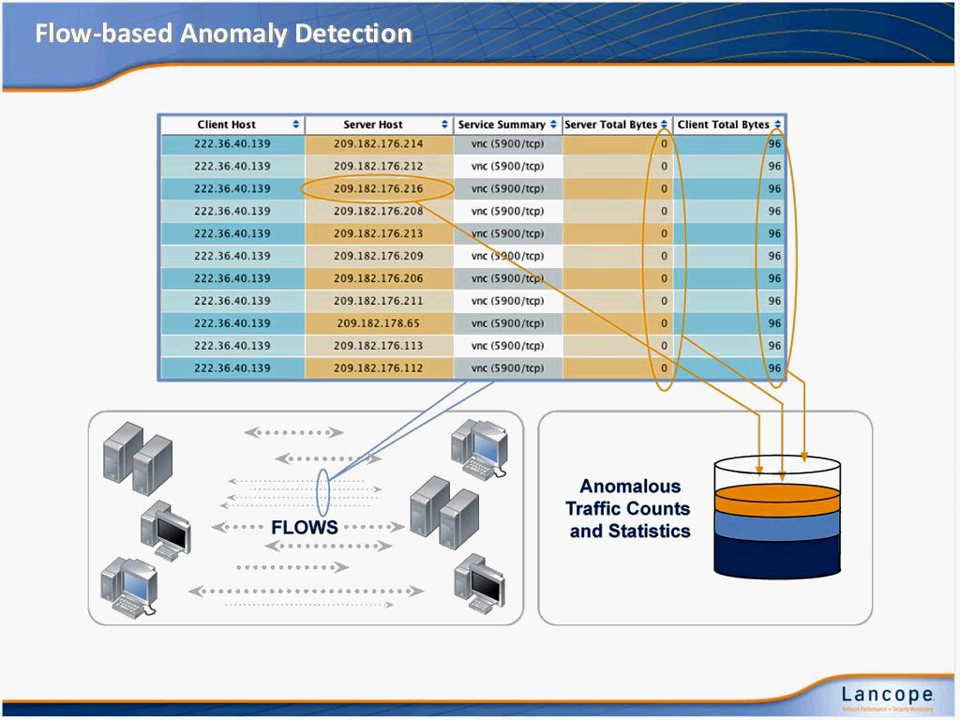 Flow-based Anomaly Detection
Client Host Server Host Service Summary Server Total Bytes Client Total Bytes
222.36.40.139 209.182.176.214 vnc (5900/tcp) 0 96
222.36.40.139 209.182.176.212 vnc (5900/tcp) 0 96
222.36.40.139 209.182.176.216 vnc (5900/tcp) 0 96
222.36.40.139 209.182.176.208 vnc (5900/tcp) 0 96
222.36.40.139 209.182.176.213 vnc (5900/tcp) 0 96
222.36.40.139 209.182.176.209 vnc (5900/tcp) 0 96
222.36.40.139 209.182.176.206 vnc (5900/tcp) 0 96
222.36.40.139 209.182.176.211 vnc (5900/tcp) 0 96
222.36.40.139 209.182.178.65 vnc (5900/tcp) 0 96
222.36.40.139 209.182.176.113 vnc (5900/tcp) 0 96
222.36.40.139 209.182.176.112 vnc (5900/tcp) 0 96
FLOWS
Anomalous
Traffic Counts
and Statistics
Lancope
Network Performance + Security Monitoring